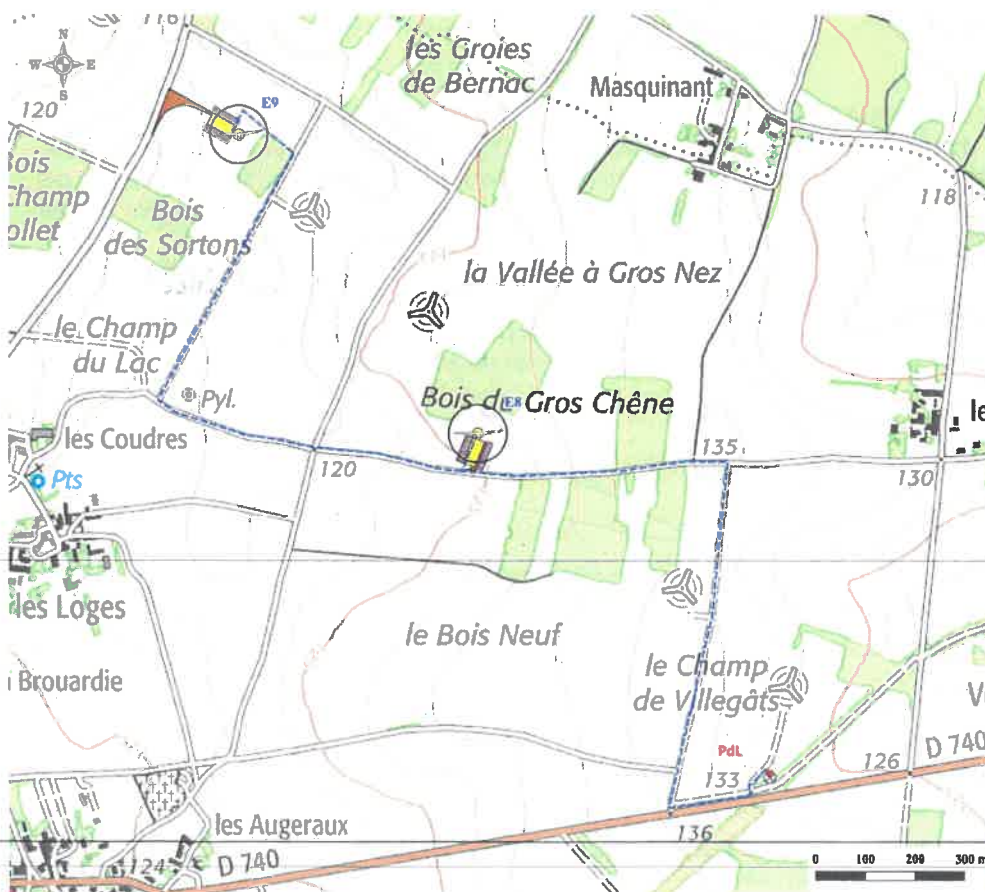 116
N
W E
S
les Groies
de Bernac
Masquinant
E9
120
Bois
Champ
ollet
Bois
des Sortons
118
la Vallée à Gros Nez
le Champ
du Lac
Pyl.
Bois d
E8
Gros Chêne
les Coudres
120
135
130
le
Pts
les Loges
le Bois Neuf
Brouardie
le Champ
de Villegâts
V
PdL
133
126
D 740
136
les Augeraux
124
D 740
0 100 200 300 m